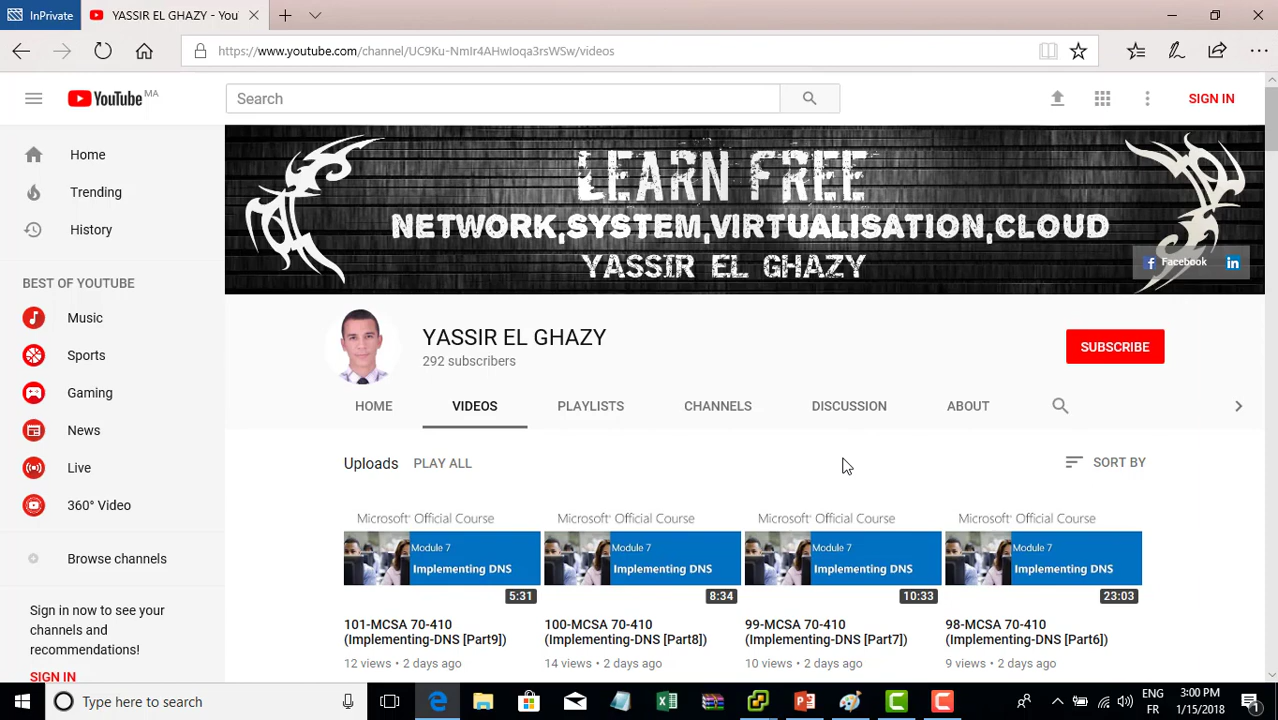 InPrivate
YASSIR EL GHAZY - You
https://www.youtube.com/channel/UC9Ku-NmIr4AHwIoqa3rsWSw/videos
YouTube MA
Search
SIGN IN
Home
Trending
History
BEST OF YOUTUBE
Music
Sports
Gaming
News
Live
360° Video
Browse channels
Sign in now to see your
channels and
recommendations!
SIGN IN
LEARN FREE
NETWORK,SYSTEM,VIRTUALISATION,CLOUD
YASSIR EL GHAZY
Facebook
in
YASSIR EL GHAZY
292 subscribers
SUBSCRIBE
HOME VIDEOS PLAYLISTS CHANNELS DISCUSSION ABOUT
Uploads PLAY ALL
SORT BY
Microsoft® Official Course
Module 7
Implementing DNS
5:31
101-MCSA 70-410
(Implementing-DNS [Part9])
12 views • 2 days ago
Microsoft® Official Course
Module 7
Implementing DNS
8:34
100-MCSA 70-410
(Implementing-DNS [Part8])
14 views • 2 days ago
Microsoft® Official Course
Module 7
Implementing DNS
10:33
99-MCSA 70-410
(Implementing-DNS [Part7])
10 views • 2 days ago
Microsoft® Official Course
Module 7
Implementing DNS
23:03
98-MCSA 70-410
(Implementing-DNS [Part6])
9 views • 2 days ago
Type here to search
ENG
FR
3:00 PM
1/15/2018
1